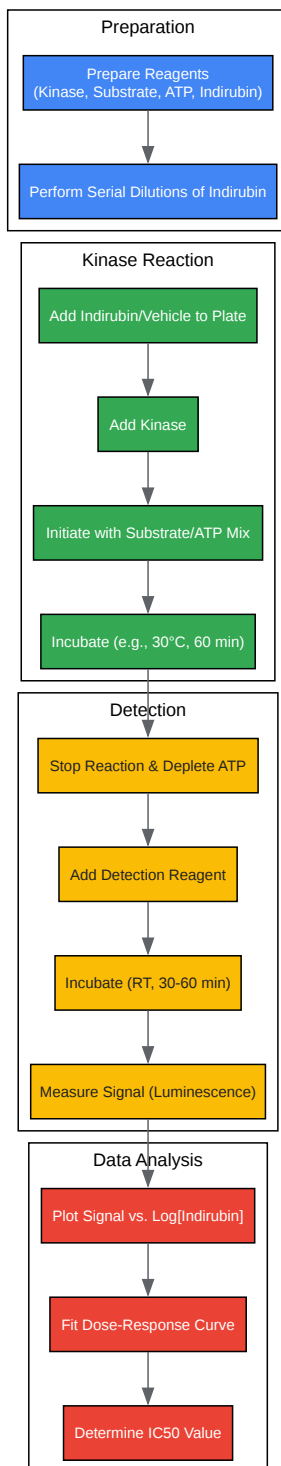 Preparation
Prepare Reagents
(Kinase, Substrate, ATP, Indirubin)
Perform Serial Dilutions of Indirubin
Kinase Reaction
Add Indirubin/Vehicle to Plate
Add Kinase
Initiate with Substrate/ATP Mix
Incubate (e.g., 30°C, 60 min)
Detection
Stop Reaction & Deplete ATP
Add Detection Reagent
Incubate (RT, 30-60 min)
Measure Signal (Luminescence)
Data Analysis
Plot Signal vs. Log[Indirubin]
Fit Dose-Response Curve
Determine IC50 Value